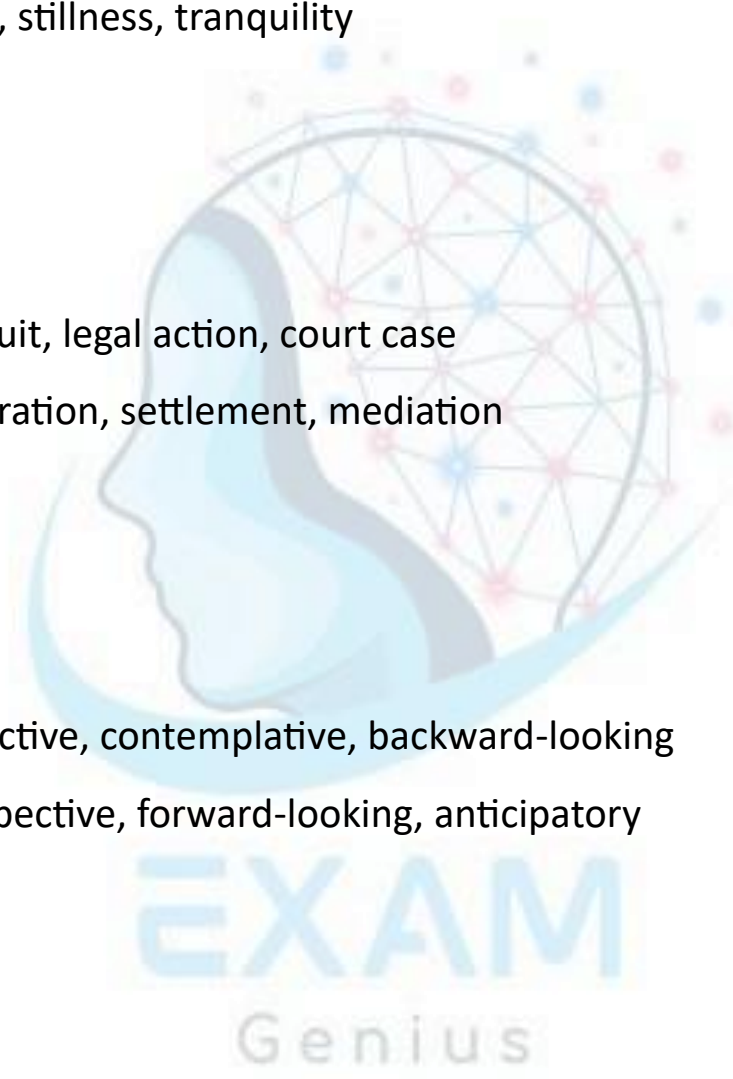 , stillness, tranquility
uit, legal action, court case
ration, settlement, mediation
ctive, contemplative, backward-looking
pective, forward-looking, anticipatory
EXAM
Genius